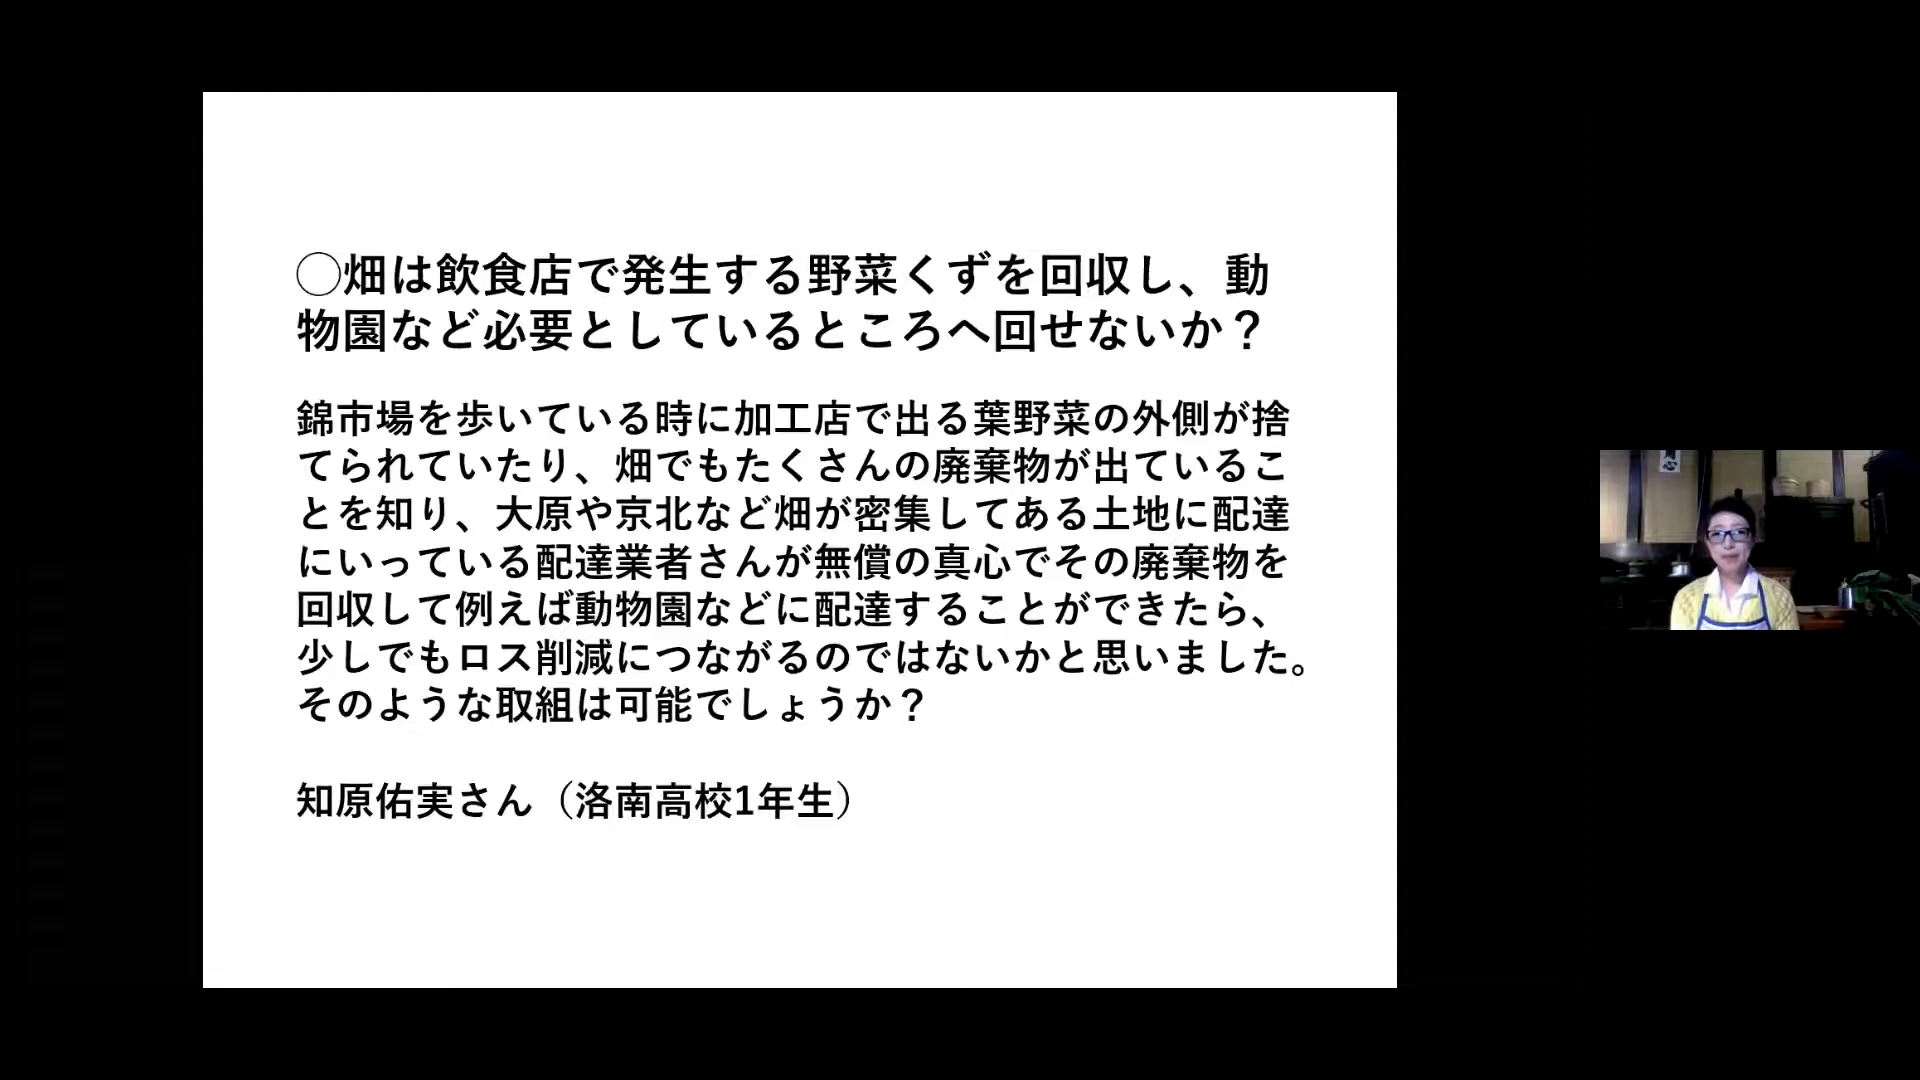 ◯畑は飲食店で発生する野菜くずを回収し、動
物園など必要としているところへ回せないか？
錦市場を歩いている時に加工店で出る葉野菜の外側が捨
てられていたり、畑でもたくさんの廃棄物が出ているこ
とを知り、大原や京北など畑が密集してある土地に配達
にいっている配達業者さんが無償の真心でその廃棄物を
回収して例えば動物園などに配達することができたら、
少しでもロス削減につながるのではないかと思いました。
そのような取組は可能でしょうか？
知原佑実さん（洛南高校1年生）